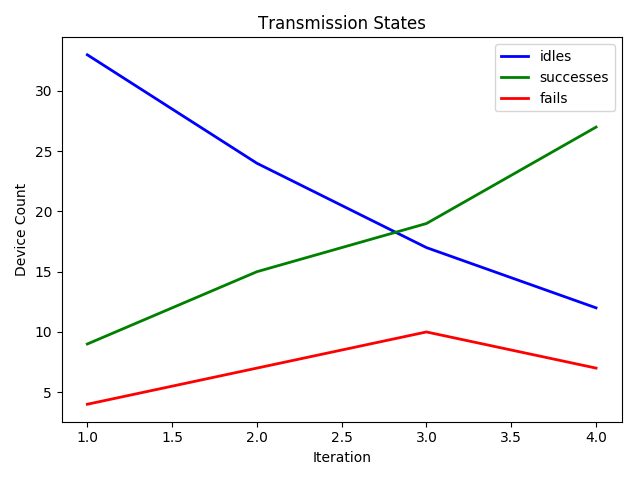 Transmission States
idles
successes
fails
Device Count
30
25
20
15
10
5
1.0 1.5 2.0 2.5 3.0 3.5 4.0
Iteration